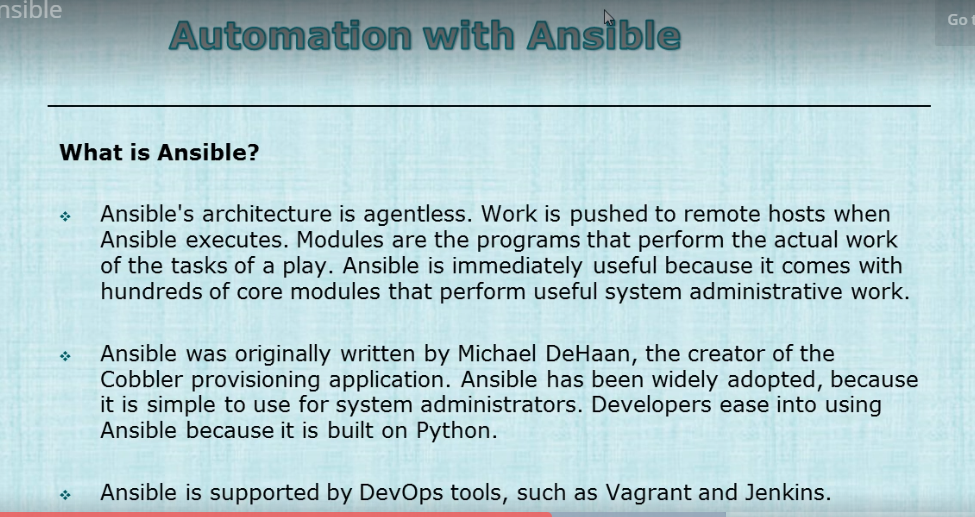 nsible
Go t
Automation with Ansible
What is Ansible?
❖ Ansible's architecture is agentless. Work is pushed to remote hosts when
Ansible executes. Modules are the programs that perform the actual work
of the tasks of a play. Ansible is immediately useful because it comes with
hundreds of core modules that perform useful system administrative work.
❖ Ansible was originally written by Michael DeHaan, the creator of the
Cobbler provisioning application. Ansible has been widely adopted, because
it is simple to use for system administrators. Developers ease into using
Ansible because it is built on Python.
❖ Ansible is supported by DevOps tools, such as Vagrant and Jenkins.